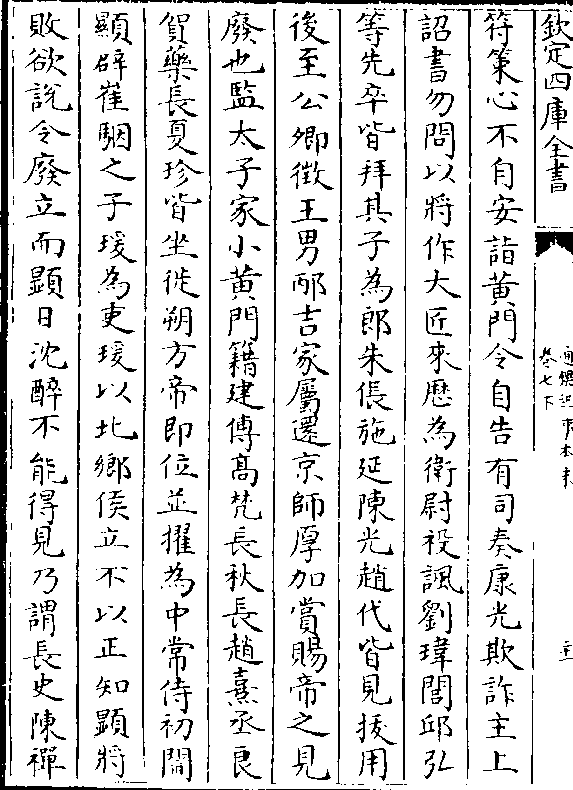 欽定四庫全書
通鑑紀事本末
卷七下
符策心不自安詣黃門令自告有司奏康光欺詐主上
詔書勿問以將作大匠來歷為衛尉祋諷劉瑋閭邱弘
等先卒皆拜其子為郎朱倀施延陳光趙代皆見拔用
後至公卿徵王男邴吉家屬還京師厚加賞賜帝之見
廢也監太子家小黃門籍建傅高梵長秋長趙熹丞良
賀藥長夏珍皆坐徙朔方帝即位並擢為中常侍初閻
顯辟崔駰之子瑗為吏瑗以北鄉侯立不以正知顯將
敗欲說令廢立而顯日沈醉不能得見乃謂長史陳禪